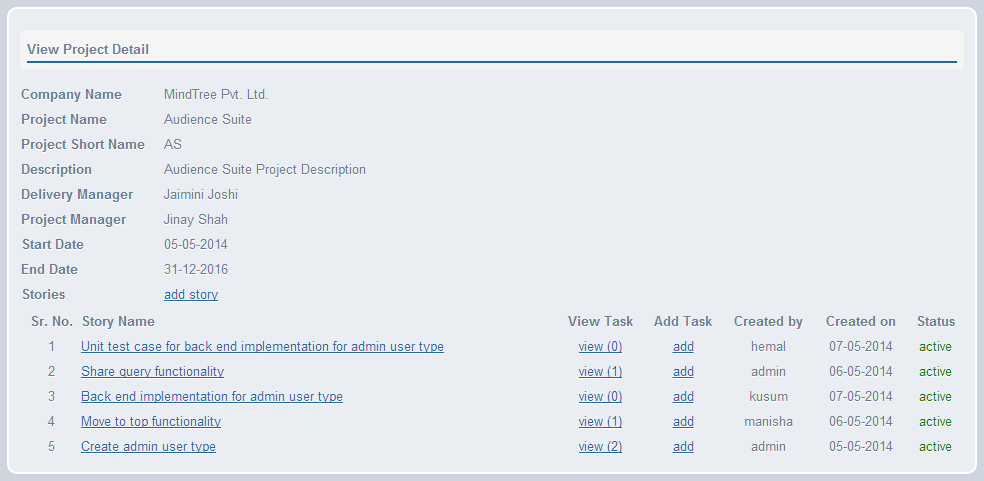 View Project Detail
Company Name MindTree Pvt. Ltd.
Project Name Audience Suite
Project Short Name AS
Description Audience Suite Project Description
Delivery Manager Jaimini Joshi
Project Manager Jinay Shah
Start Date 05-05-2014
End Date 31-12-2016
Stories add story
Sr. No. Story Name View Task Add Task Created by Created on Status
1 Unit test case for back end implementation for admin user type view (0) add hemal 07-05-2014 active
2 Share query functionality view (1) add admin 06-05-2014 active
3 Back end implementation for admin user type view (0) add kusum 07-05-2014 active
4 Move to top functionality view (1) add manisha 06-05-2014 active
5 Create admin user type view (2) add admin 05-05-2014 active